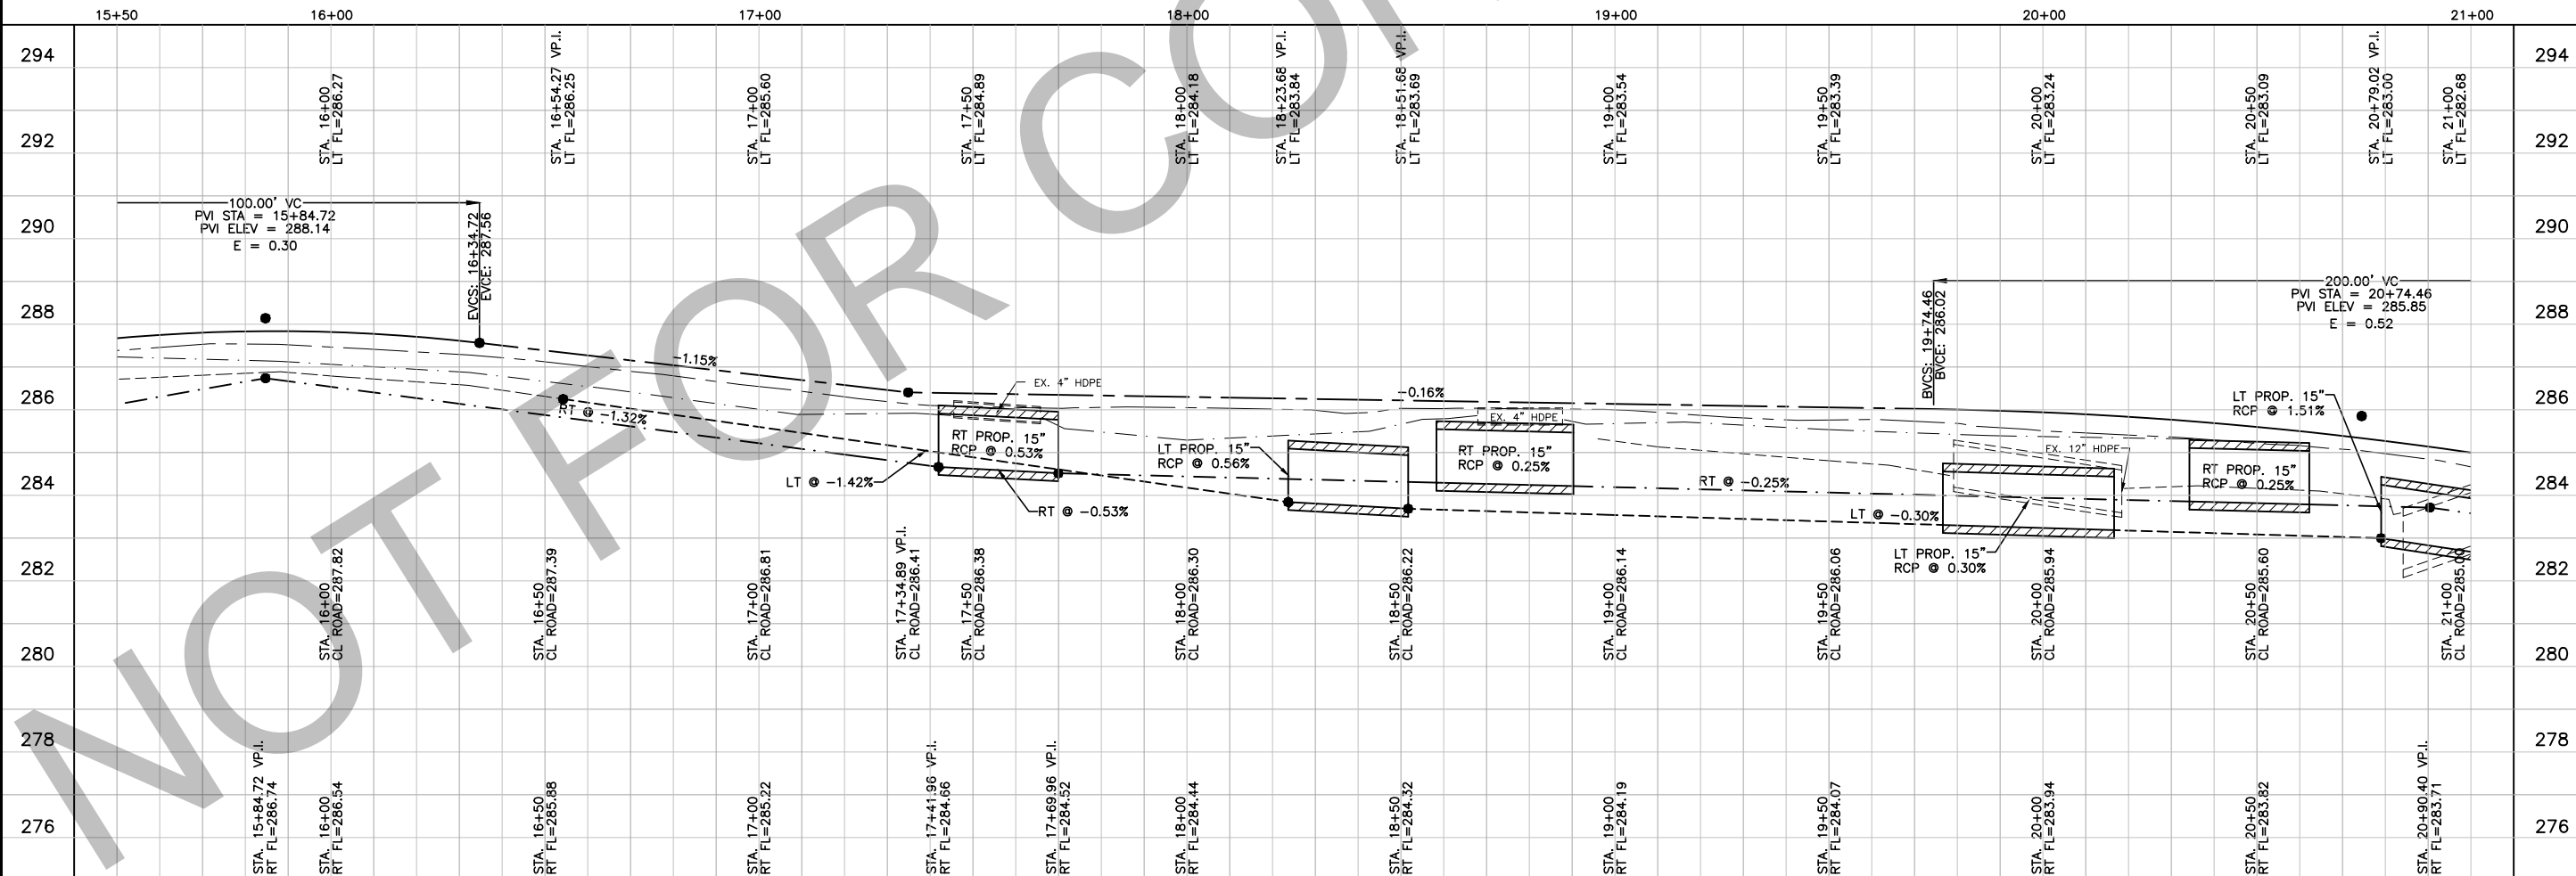 15+50 16+00 17+00 18+00 19+00 20+00 21+00
294 294
292 292
290 290
288 288
286 286
284 284
282 282
280 280
278 278
276 276
STA. 16+00
LT FL=286.27
STA. 16+54.27 VP.I.
LT FL=286.25
STA. 17+00
LT FL=285.60
STA. 17+50
LT FL=284.89
STA. 18+00
LT FL=284.18
STA. 18+23.68 VP.I.
LT FL=283.84
STA. 18+51.68 VP.I.
LT FL=283.69
STA. 19+00
LT FL=283.54
STA. 19+50
LT FL=283.39
STA. 20+00
LT FL=283.24
STA. 20+50
LT FL=283.09
STA. 20+79.02 VP.I.
LT FL=283.00
STA. 21+00
LT FL=282.68
100.00' VC
PVI STA = 15+84.72
PVI ELEV = 288.14
E = 0.30
EVCS: 16+34.72
EVCE: 287.56
BVCS: 19+74.46
BVCE: 286.02
200.00' VC
PVI STA = 20+74.46
PVI ELEV = 285.85
E = 0.52
-1.15%
-0.16%
EX. 4" HDPE
RT @ -1.32%
RT PROP. 15"
RCP @ 0.53%
LT @ -1.42%
RT @ -0.53%
LT PROP. 15"
RCP @ 0.56%
EX. 4" HDPE
RT PROP. 15"
RCP @ 0.25%
RT @ -0.25%
LT @ -0.30%
EX. 12" HDPE
LT PROP. 15"
RCP @ 0.30%
RT PROP. 15"
RCP @ 0.25%
LT PROP. 15"
RCP @ 1.51%
STA. 16+00
CL ROAD=287.82
STA. 16+50
CL ROAD=287.39
STA. 17+00
CL ROAD=286.81
STA. 17+34.89 VP.I.
CL ROAD=286.41
STA. 17+50
CL ROAD=286.38
STA. 18+00
CL ROAD=286.30
STA. 18+50
CL ROAD=286.22
STA. 19+00
CL ROAD=286.14
STA. 19+50
CL ROAD=286.06
STA. 20+00
CL ROAD=285.94
STA. 20+50
CL ROAD=285.60
STA. 21+00
CL
STA. 15+84.72 VP.I.
RT FL=286.74
STA. 16+00
RT FL=286.54
STA. 16+50
RT FL=285.88
STA. 17+00
RT FL=285.22
STA. 17+41.96 VP.I.
RT FL=284.66
STA. 17+69.96 VP.I.
RT FL=284.52
STA. 18+00
RT FL=284.44
STA. 18+50
RT FL=284.32
STA. 19+00
RT FL=284.19
STA. 19+50
RT FL=284.07
STA. 20+00
RT FL=283.94
STA. 20+50
RT FL=283.82
STA. 20+90.40 VP.I.
RT FL=283.71
NOT FOR